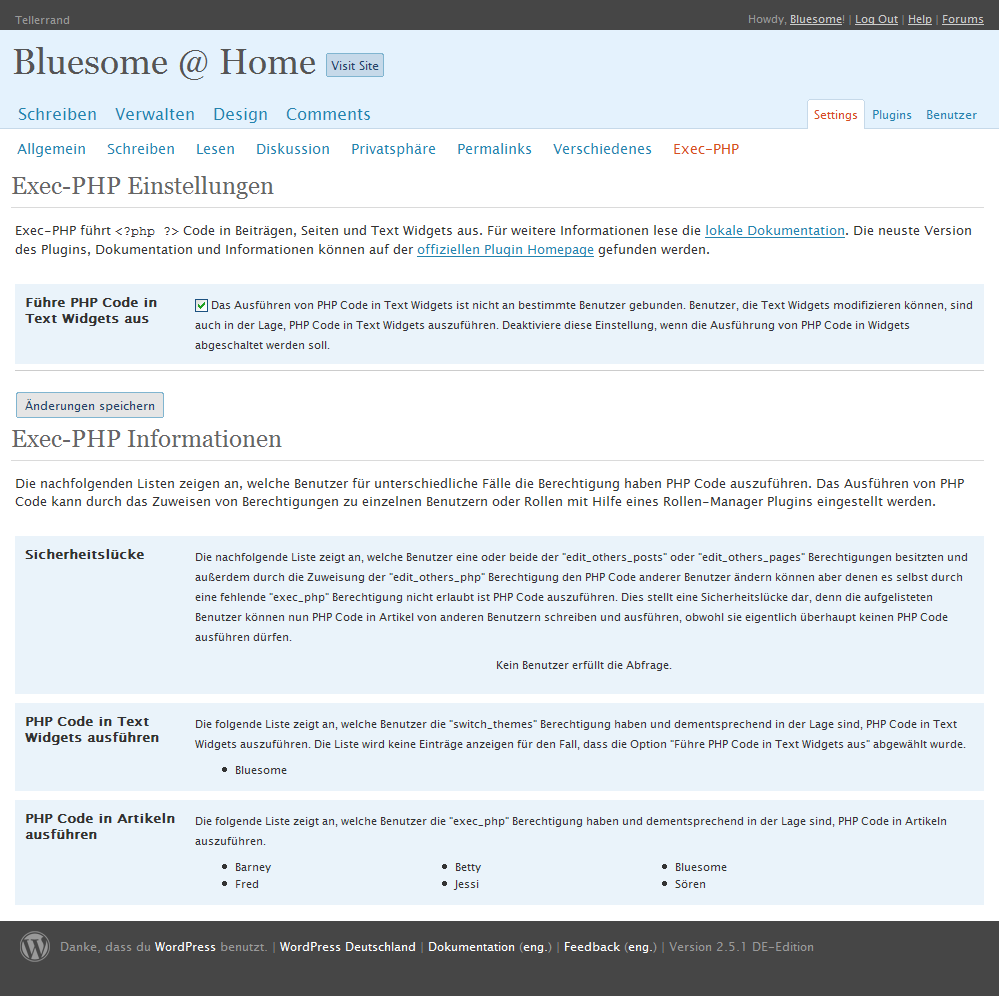 Tellerrand
Howdy, Bluesome! | Log Out | Help | Forums
Bluesome @ Home Visit Site
Schreiben Verwalten Design Comments Settings Plugins Benutzer
Allgemein Schreiben Lesen Diskussion Privatsphäre Permalinks Verschiedenes Exec-PHP
Exec-PHP Einstellungen
Exec-PHP führt <?php ?> Code in Beiträgen, Seiten und Text Widgets aus. Für weitere Informationen lese die lokale Dokumentation. Die neuste Version
des Plugins, Dokumentation und Informationen können auf der offiziellen Plugin Homepage gefunden werden.
Führe PHP Code in
Text Widgets aus
Das Ausführen von PHP Code in Text Widgets ist nicht an bestimmte Benutzer gebunden. Benutzer, die Text Widgets modifizieren können, sind
auch in der Lage, PHP Code in Text Widgets auszuführen. Deaktiviere diese Einstellung, wenn die Ausführung von PHP Code in Widgets
abgeschaltet werden soll.
Änderungen speichern
Exec-PHP Informationen
Die nachfolgenden Listen zeigen an, welche Benutzer für unterschiedliche Fälle die Berechtigung haben PHP Code auszuführen. Das Ausführen von PHP
Code kann durch das Zuweisen von Berechtigungen zu einzelnen Benutzern oder Rollen mit Hilfe eines Rollen-Manager Plugins eingestellt werden.
Sicherheitslücke
Die nachfolgende Liste zeigt an, welche Benutzer eine oder beide der "edit_others_posts" oder "edit_others_pages" Berechtigungen besitzten und
außerdem durch die Zuweisung der "edit_others_php" Berechtigung den PHP Code anderer Benutzer ändern können aber denen es selbst durch
eine fehlende "exec_php" Berechtigung nicht erlaubt ist PHP Code auszuführen. Dies stellt eine Sicherheitslücke dar, denn die aufgelisteten
Benutzer können nun PHP Code in Artikel von anderen Benutzern schreiben und ausführen, obwohl sie eigentlich überhaupt keinen PHP Code
ausführen dürfen.
Kein Benutzer erfüllt die Abfrage.
PHP Code in Text
Widgets ausführen
Die folgende Liste zeigt an, welche Benutzer die "switch_themes" Berechtigung haben und dementsprechend in der Lage sind, PHP Code in Text
Widgets auszuführen. Die Liste wird keine Einträge anzeigen für den Fall, dass die Option "Führe PHP Code in Text Widgets aus" abgewählt wurde.
• Bluesome
PHP Code in Artikeln
ausführen
Die folgende Liste zeigt an, welche Benutzer die "exec_php" Berechtigung haben und dementsprechend in der Lage sind, PHP Code in Artikeln
auszuführen.
• Barney • Betty • Bluesome
• Fred • Jessi • Sören
Danke, dass du WordPress benutzt. | WordPress Deutschland | Dokumentation (eng.) | Feedback (eng.) | Version 2.5.1 DE-Edition